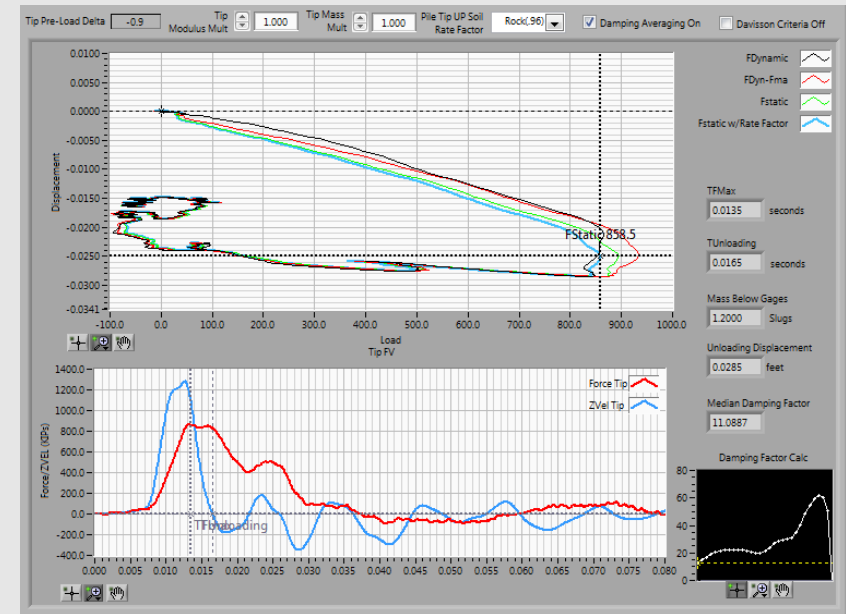 Tip Pre-Load Delta -0.9 Tip Modulus Mult 1.000 Tip Mass Mult 1.000 Pile Tip UP Soil Rate Factor Rock(.96) Damping Averaging On Davisson Criteria Off
FDynamic
FDyn-Fma
Fstatic
Fstatic w/Rate Factor
0.0100
0.0050
0.0000
-0.0050
-0.0100
-0.0150
-0.0200
-0.0250
-0.0300
-0.0341
Displacement
FStatic 858.5
-100.0 0.0 100.0 200.0 300.0 400.0 500.0 600.0 700.0 800.0 900.0 1000.0
Load
Tip FV
TFMax
0.0135 seconds
TUnloading
0.0165 seconds
Mass Below Gages
1.2000 Slugs
Unloading Displacement
0.0285 feet
Median Damping Factor
11.0887
1400.0
1200.0
1000.0
800.0
600.0
400.0
200.0
0.0
-200.0
-400.0
Force/ZVEL (KIPs)
Force Tip
ZVel Tip
TUnloading
0.000 0.005 0.010 0.015 0.020 0.025 0.030 0.035 0.040 0.045 0.050 0.055 0.060 0.065 0.070 0.075 0.080
Damping Factor Calc
80
60
40
20
0